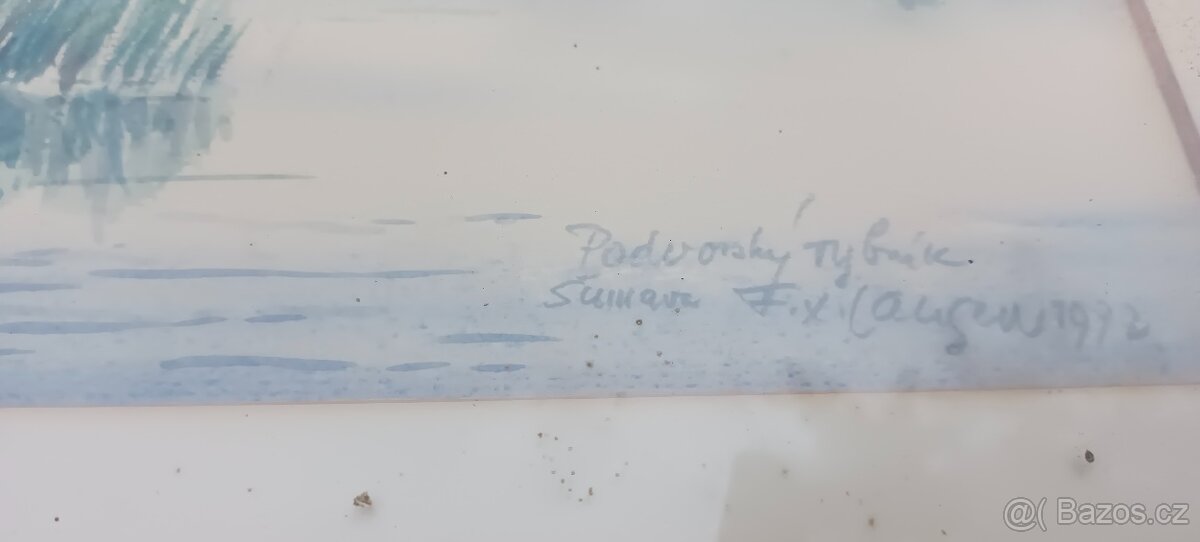 Podvorský rybník
Šumava F.X.
@( Bazos.cz